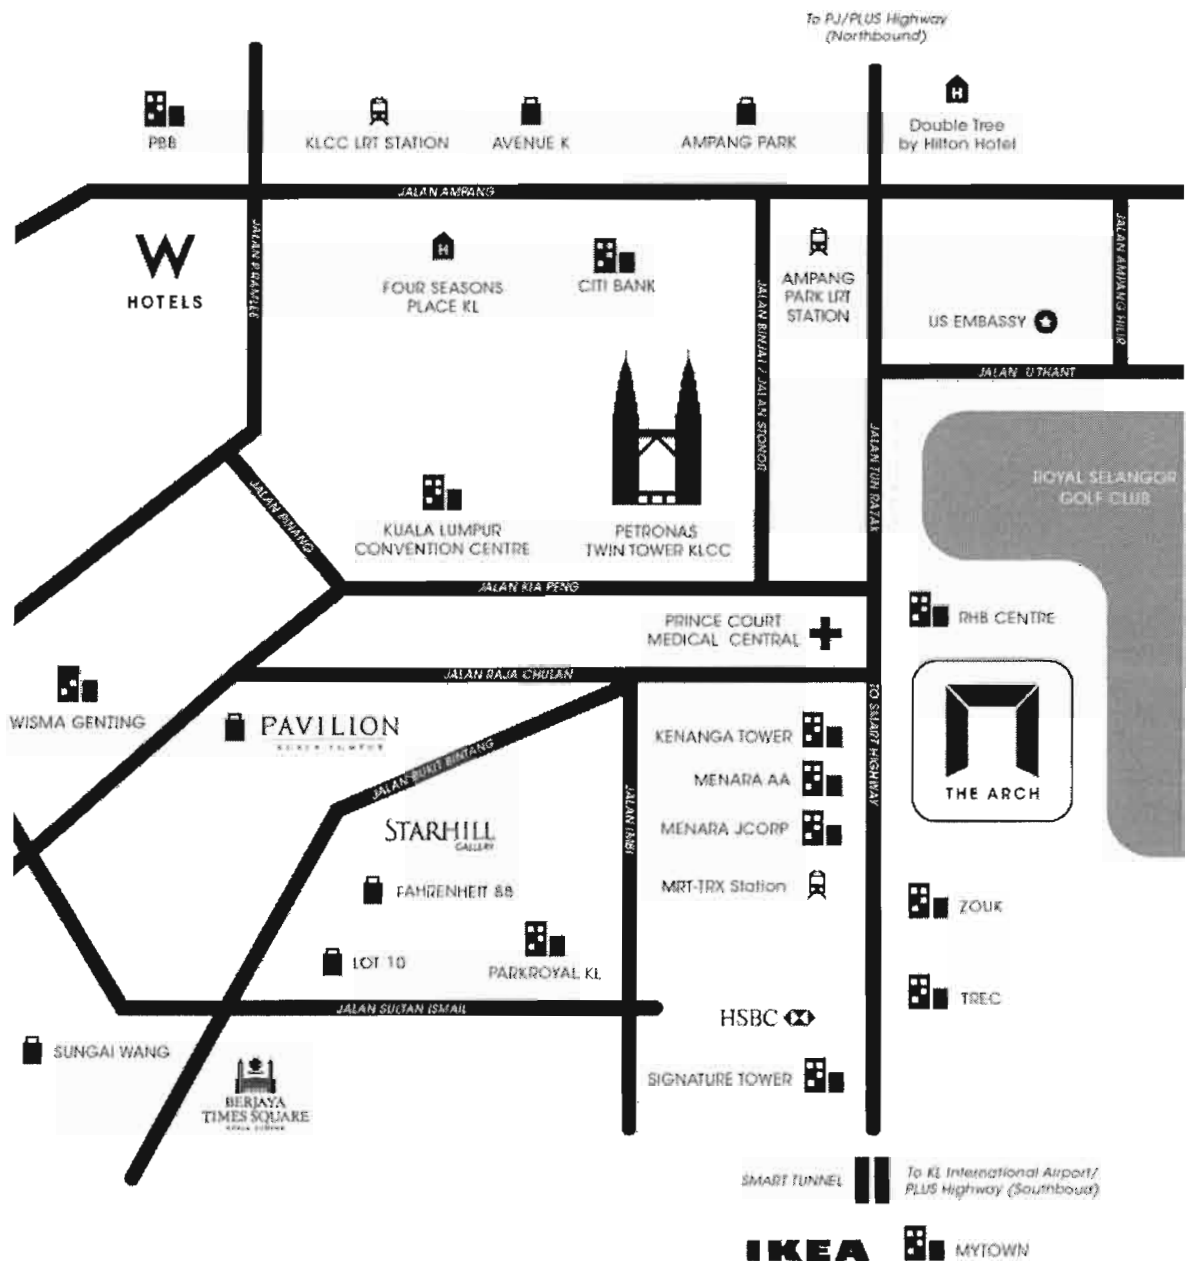 To PJ/PLUS Highway
(Northbound)
PBB
KLCC LRT STATION
AVENUE K
AMPANG PARK
Double Tree
by Hilton Hotel
JALAN AMPANG
W
HOTELS
JALAN P.RAMLEE
FOUR SEASONS
PLACE KL
CITI BANK
JALAN BINJAI / JALAN STONOR
AMPANG
PARK LRT
STATION
US EMBASSY
JALAN AMPANG HILIR
JALAN U THANT
JALAN TUN RAZAK
ROYAL SELANGOR
GOLF CLUB
JALAN PINANG
KUALA LUMPUR
CONVENTION CENTRE
PETRONAS
TWIN TOWER KLCC
JALAN KIA PENG
PRINCE COURT
MEDICAL CENTRAL
RHB CENTRE
JALAN RAJA CHULAN
WISMA GENTING
PAVILION
KUALA LUMPUR
JALAN BUKIT BINTANG
KENANGA TOWER
TO SMART HIGHWAY
MENARA AA
THE ARCH
STARHILL
GALLERY
JALAN IMBI
MENARA JCORP
FAHRENHEIT 88
MRT-TRX Station
ZOUK
LOT 10
PARKROYAL KL
TREC
JALAN SULTAN ISMAIL
HSBC
SUNGAI WANG
SIGNATURE TOWER
BERJAYA
TIMES SQUARE
KUALA LUMPUR
SMART TUNNEL
To KL International Airport/
PLUS Highway (Southboud)
IKEA
MYTOWN